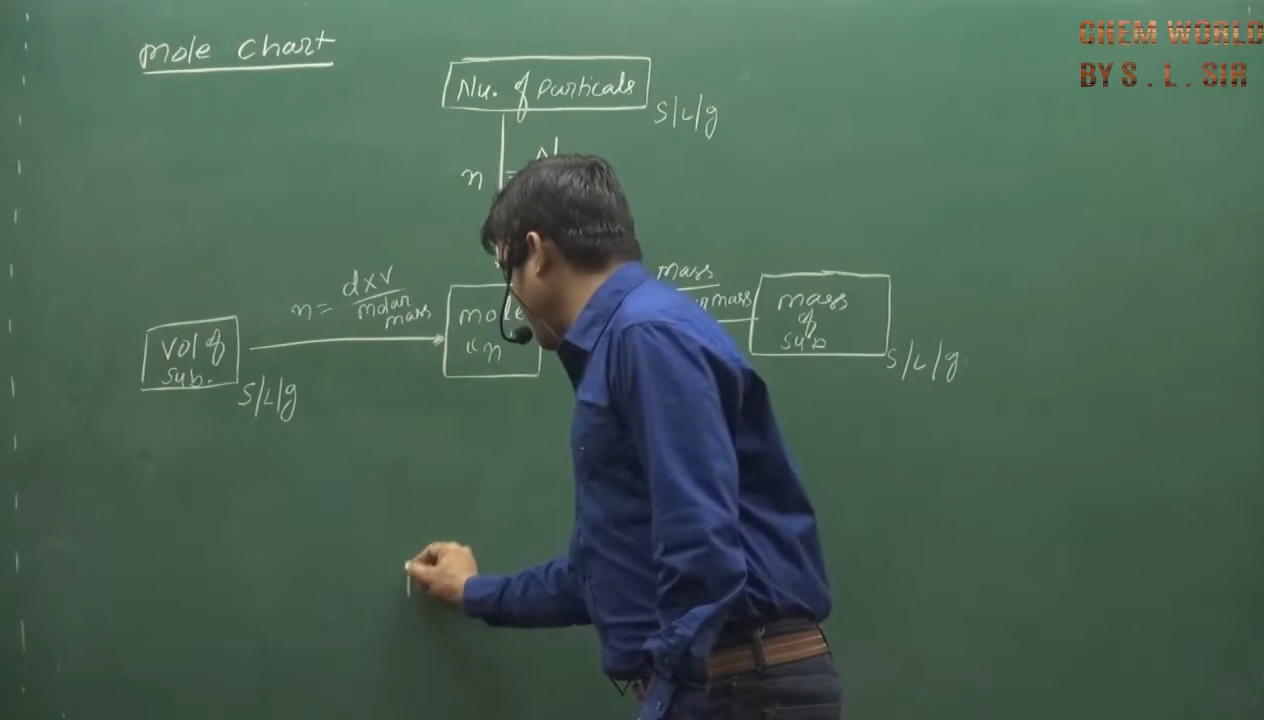 mole chart
CHEM WORLD
BY S . L . SIR
Nu. of particals
S/L/g
n =
n = d x v
molar
mass
mass
mass
mole
"n
mass
of
sub
S/L/g
Vol of
Sub.
S/L/g